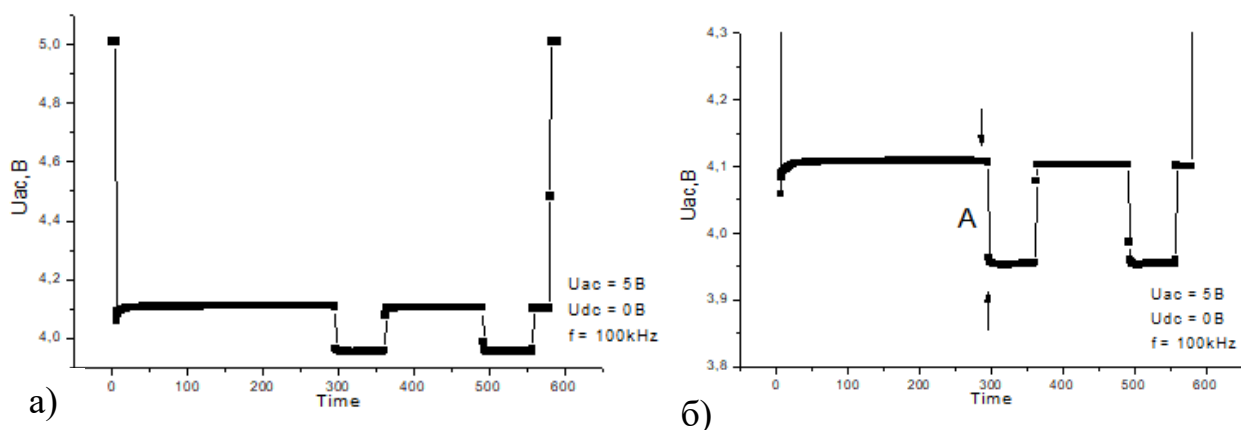 5,0
4,8
4,6
4,4
4,2
4,0
Uac,B
0 100 200 300 400 500 600
Time
Uac = 5B
Udc = 0B
f = 100kHz
а)
4,3
4,2
4,1
4,0
3,9
3,8
Uac,B
A
0 100 200 300 400 500 600
Time
Uac = 5B
Udc = 0B
f = 100kHz
б)